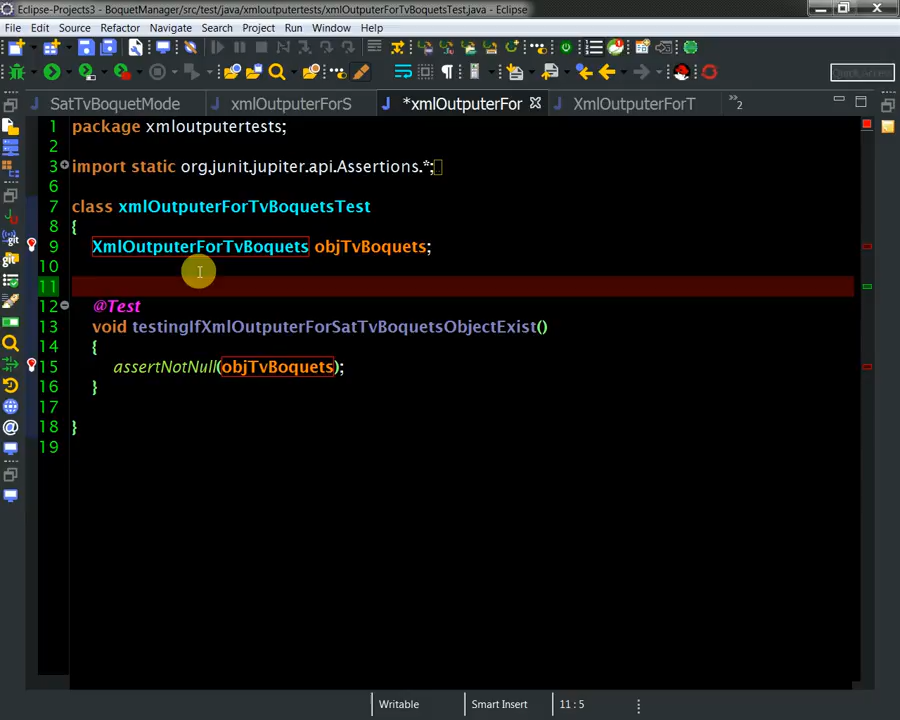 Eclipse-Projects3 - BoquetManager/src/test/java/xmloutputertests/xmlOutputerForTvBoquetsTest.java - Eclipse
File Edit Source Refactor Navigate Search Project Run Window Help
Quick Access
SatTvBoquetMode xmlOutputerForS *xmlOutputerFor XmlOutputerForT »2
1 package xmloutputertests;
2
3 import static org.junit.jupiter.api.Assertions.*;
6
7 class xmlOutputerForTvBoquetsTest
8 {
9 XmlOutputerForTvBoquets objTvBoquets;
10
11
12 @Test
13 void testingIfXmlOutputerForSatTvBoquetsObjectExist()
14 {
15 assertNotNull(objTvBoquets);
16 }
17
18 }
19
Writable Smart Insert 11 : 5